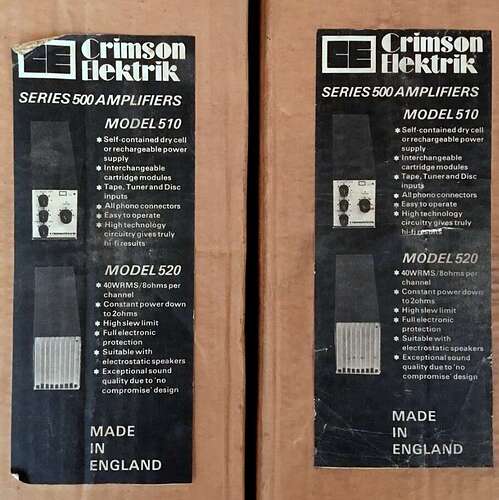 CE Crimson
Elektrik
SERIES 500 AMPLIFIERS
MODEL 510
* Self-contained dry cell
or rechargeable power
supply
* Interchangeable
cartridge modules
* Tape, Tuner and Disc
inputs
* All phono connectors
* Easy to operate
* High technology
circuitry gives truly
hi-fi results
MODEL 520
* 40WRMS/8ohms per
channel
* Constant power down
to 2ohms
* High slew limit
* Full electronic
protection
* Suitable with
electrostatic speakers
* Exceptional sound
quality due to 'no
compromise' design
MADE
IN
ENGLAND
CE Crimson
Elektrik
SERIES 500 AMPLIFIERS
MODEL 510
* Self-contained dry cell
or rechargeable power
supply
* Interchangeable
cartridge modules
* Tape, Tuner and Disc
inputs
* All phono connectors
* Easy to operate
* High technology
circuitry gives truly
hi-fi results
MODEL 520
* 40WRMS/8ohms per
channel
* Constant power down
to 2ohms
* High slew limit
* Full electronic
protection
* Suitable with
electrostatic speakers
* Exceptional sound
quality due to 'no
compromise' design
MADE
IN
ENGLAND